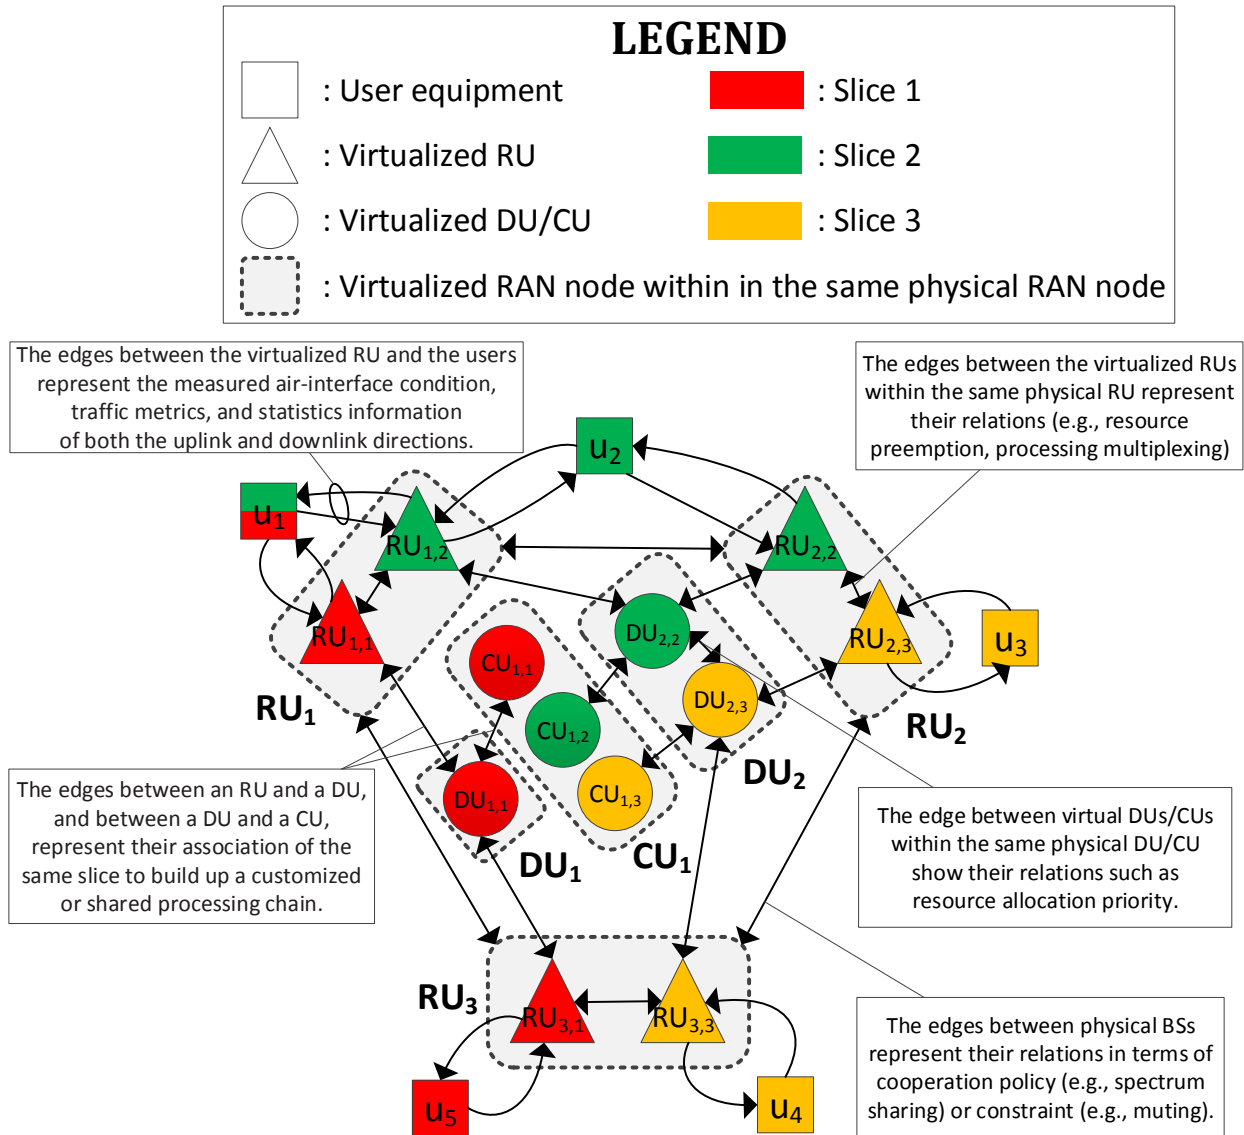 LEGEND
: User equipment
: Slice 1
: Virtualized RU
: Slice 2
: Virtualized DU/CU
: Slice 3
: Virtualized RAN node within in the same physical RAN node
The edges between the virtualized RU and the users
represent the measured air-interface condition,
traffic metrics, and statistics information
of both the uplink and downlink directions.
The edges between the virtualized RUs
within the same physical RU represent
their relations (e.g., resource
preemption, processing multiplexing)
u2
u1
RU1,2
RU2,2
RU1,1
DU2,2
RU2,3
u3
CU1,1
DU2,3
RU1
CU1,2
RU2
DU2
DU1,1
CU1,3
DU1
CU1
The edges between an RU and a DU,
and between a DU and a CU,
represent their association of the
same slice to build up a customized
or shared processing chain.
The edge between virtual DUs/CUs
within the same physical DU/CU
show their relations such as
resource allocation priority.
RU3
RU3,1
RU3,3
u5
u4
The edges between physical BSs
represent their relations in terms of
cooperation policy (e.g., spectrum
sharing) or constraint (e.g., muting).